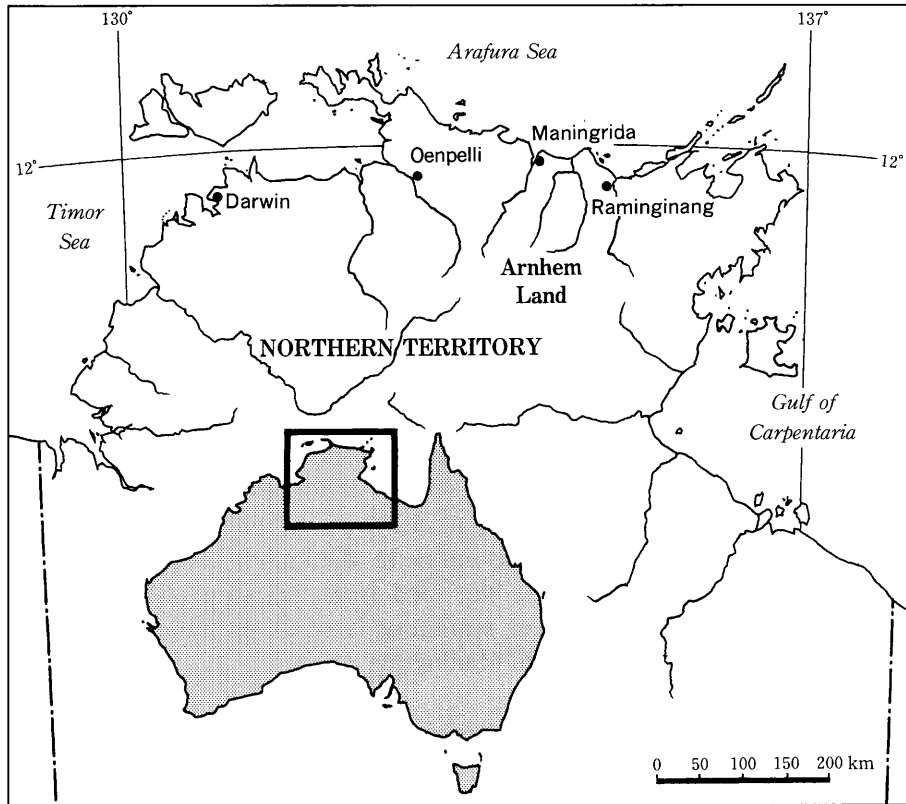 130°
137°
Arafura Sea
Maningrida
Oenpelli
12°
12°
Darwin
Raminginang
Timor
Sea
Arnhem
Land
NORTHERN TERRITORY
Gulf of
Carpentaria
0 50 100 150 200 km